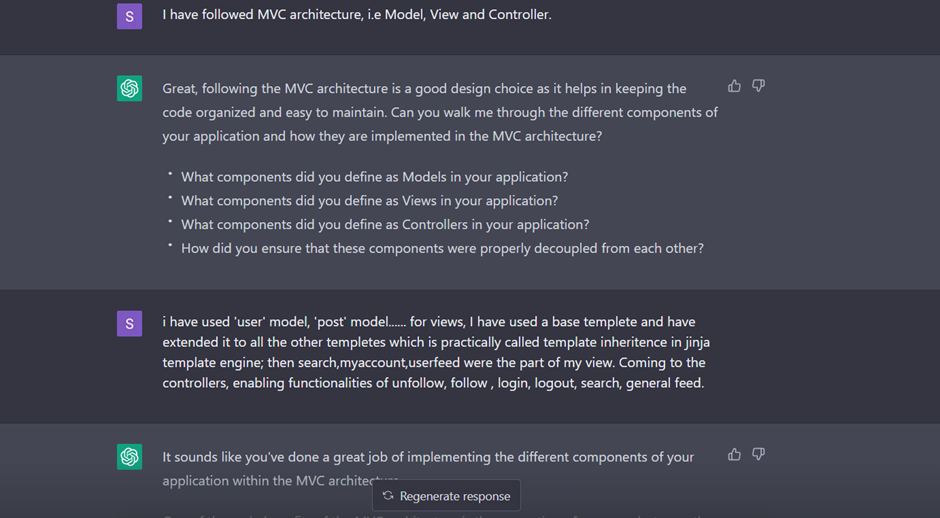 S
I have followed MVC architecture, i.e Model, View and Controller.
Great, following the MVC architecture is a good design choice as it helps in keeping the
code organized and easy to maintain. Can you walk me through the different components of
your application and how they are implemented in the MVC architecture?
• What components did you define as Models in your application?
• What components did you define as Views in your application?
• What components did you define as Controllers in your application?
• How did you ensure that these components were properly decoupled from each other?
S
i have used 'user' model, 'post' model...... for views, I have used a base templete and have
extended it to all the other templetes which is practically called template inheritence in jinja
template engine; then search,myaccount,userfeed were the part of my view. Coming to the
controllers, enabling functionalities of unfollow, follow , login, logout, search, general feed.
It sounds like you've done a great job of implementing the different components of your
application within the MVC architecture.
Regenerate response